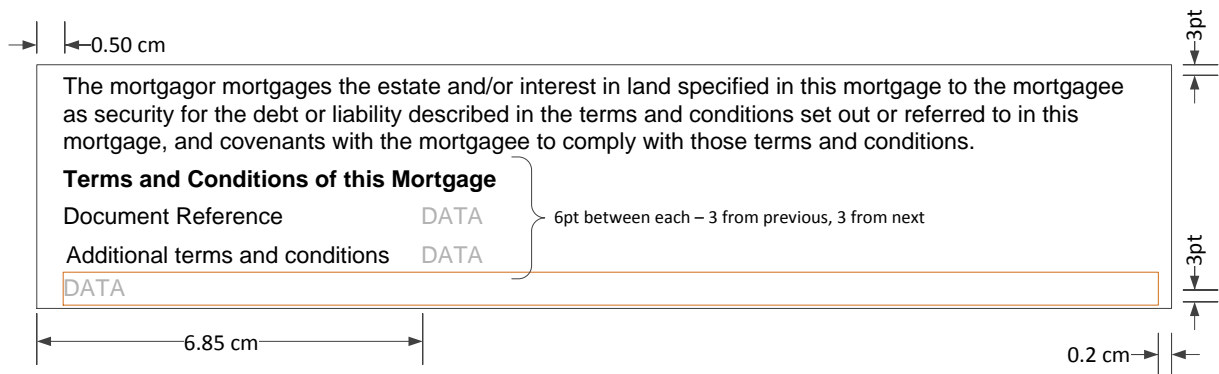 3pt
0.50 cm
The mortgagor mortgages the estate and/or interest in land specified in this mortgage to the mortgagee
as security for the debt or liability described in the terms and conditions set out or referred to in this
mortgage, and covenants with the mortgagee to comply with those terms and conditions.
Terms and Conditions of this Mortgage
Document Reference DATA
6pt between each – 3 from previous, 3 from next
Additional terms and conditions DATA
3pt
DATA
6.85 cm
0.2 cm